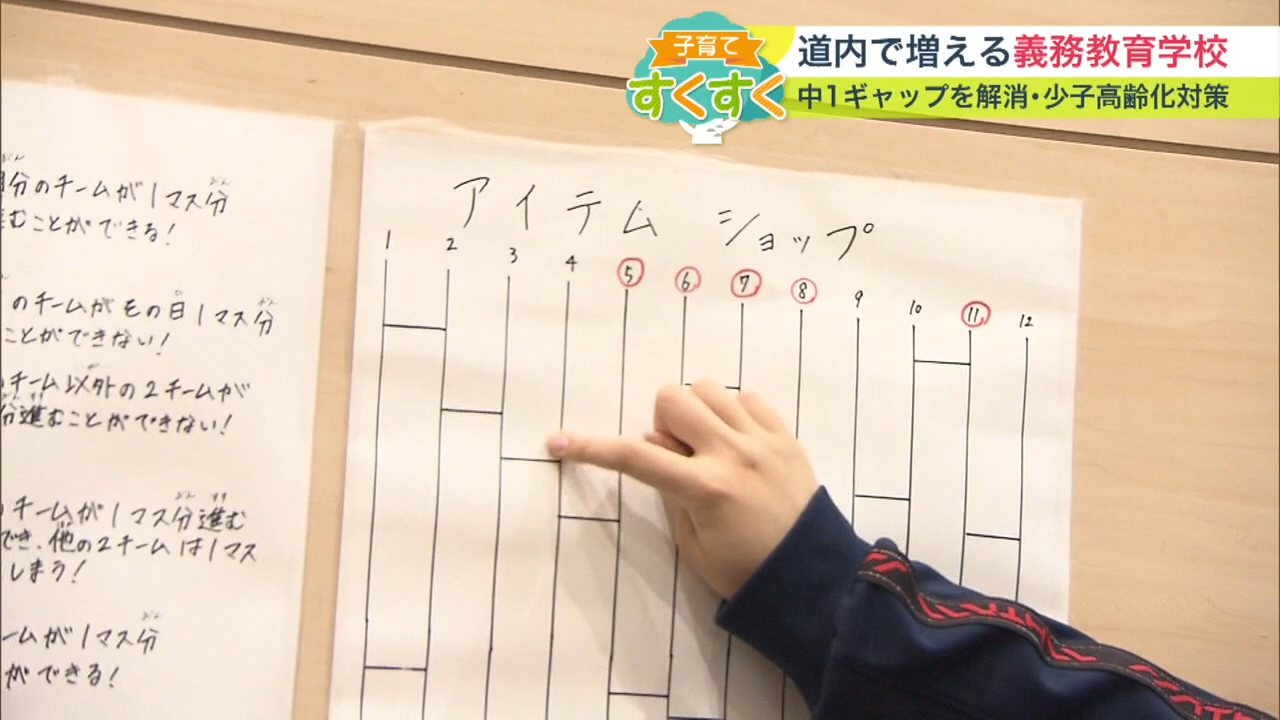 子育て
すくすく
道内で増える義務教育学校
中1ギャップを解消・少子高齢化対策
分のチームが1マス分
むことができる!
のチームがその日1マス分
ことができない!
チーム以外の2チームが
分進むことができない!
チームが1マス分進む
でき、他の2チームは1マス
しまう!
ームが1マス分
ができる!
アイテム ショップ
1 2 3 4 5 6 7 8 9 10 11 12